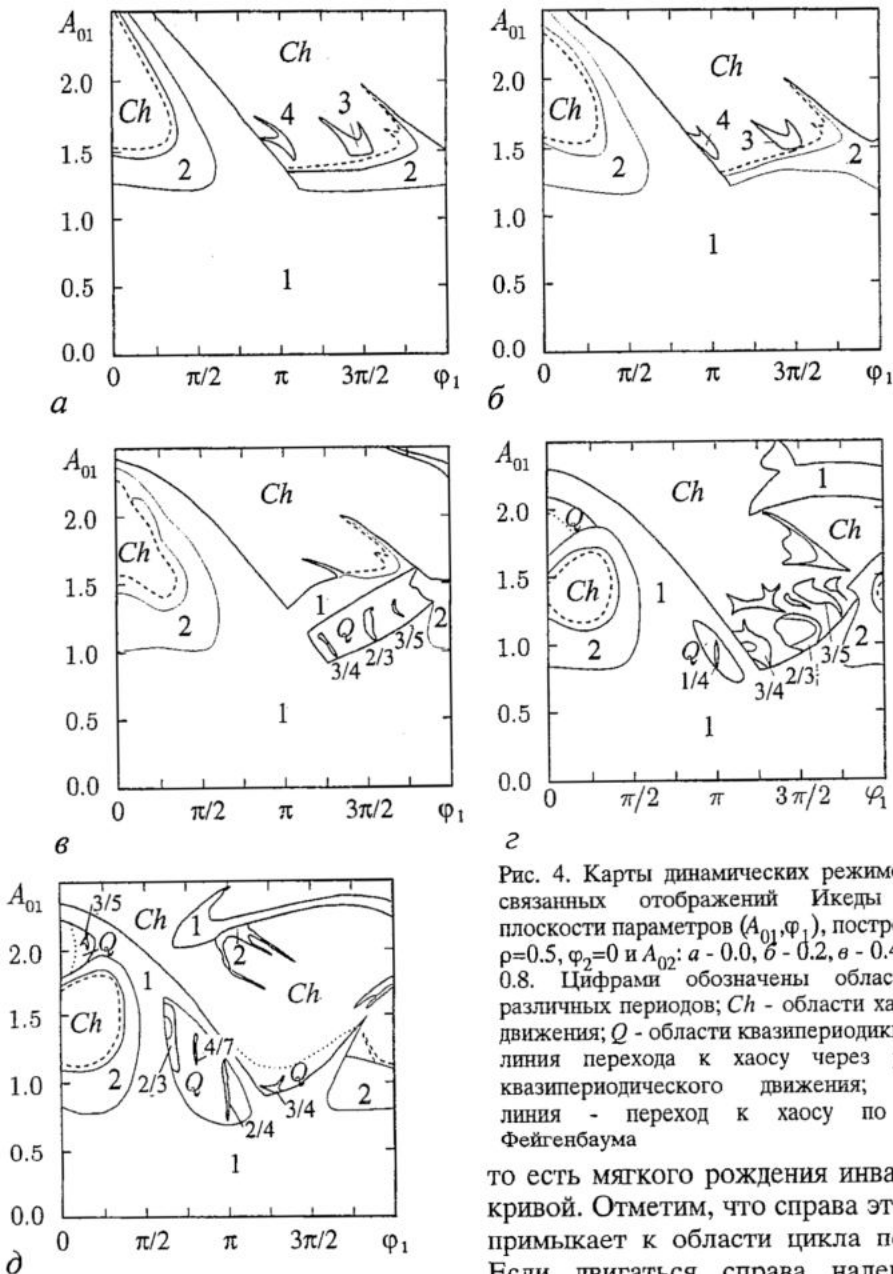 A01
2.0
1.5
1.0
0.5
0.0
Ch
Ch
4
3
2
2
1
0 π/2 π 3π/2 φ1
а
A01
2.0
1.5
1.0
0.5
0.0
Ch
Ch
4
3
2
2
1
0 π/2 π 3π/2 φ1
б
A01
2.0
1.5
1.0
0.5
0.0
Ch
Ch
2
1
Q
3/4
2/3
3/5
2
1
0 π/2 π 3π/2 φ1
в
A01
2.0
1.5
1.0
0.5
0.0
Q
Ch
Ch
1
Ch
1
2
Q
1/4
3/4
2/3
3/5
2
1
0 π/2 π 3π/2 φ1
г
A01
2.0
1.5
1.0
0.5
0.0
3/5
Q
Ch
1
2
1
Ch
Ch
2
2/3
Q
4/7
2/4
Q
3/4
2
1
0 π/2 π 3π/2 φ1
д
Рис. 4. Карты динамических режим
связанных отображений Икеды
плоскости параметров (A01,φ1), постро
ρ=0.5, φ2=0 и A02: а - 0.0, б - 0.2, в - 0.4
0.8. Цифрами обозначены облас
различных периодов; Ch - области ха
движения; Q - области квазипериодик
линия перехода к хаосу через
квазипериодического движения;
линия - переход к хаосу по
Фейгенбаума
то есть мягкого рождения инва
кривой. Отметим, что справа эт
примыкает к области цикла п
Если двигаться справа нале